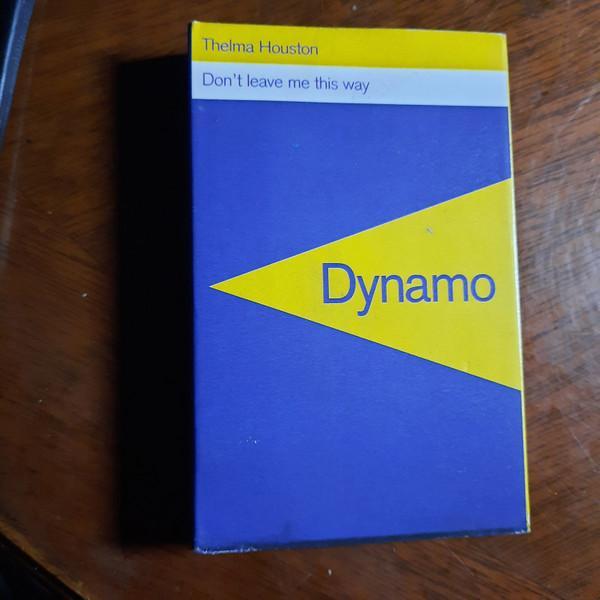 Thelma Houston
Don't leave me this way
Dynamo